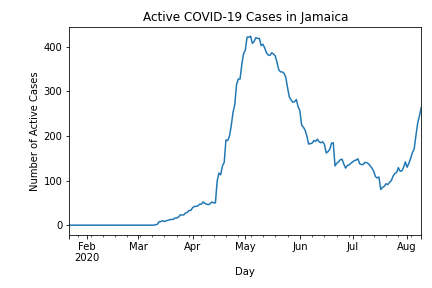 Active COVID-19 Cases in Jamaica
Number of Active Cases
400
300
200
100
0
Feb Mar Apr May Jun Jul Aug
2020
Day